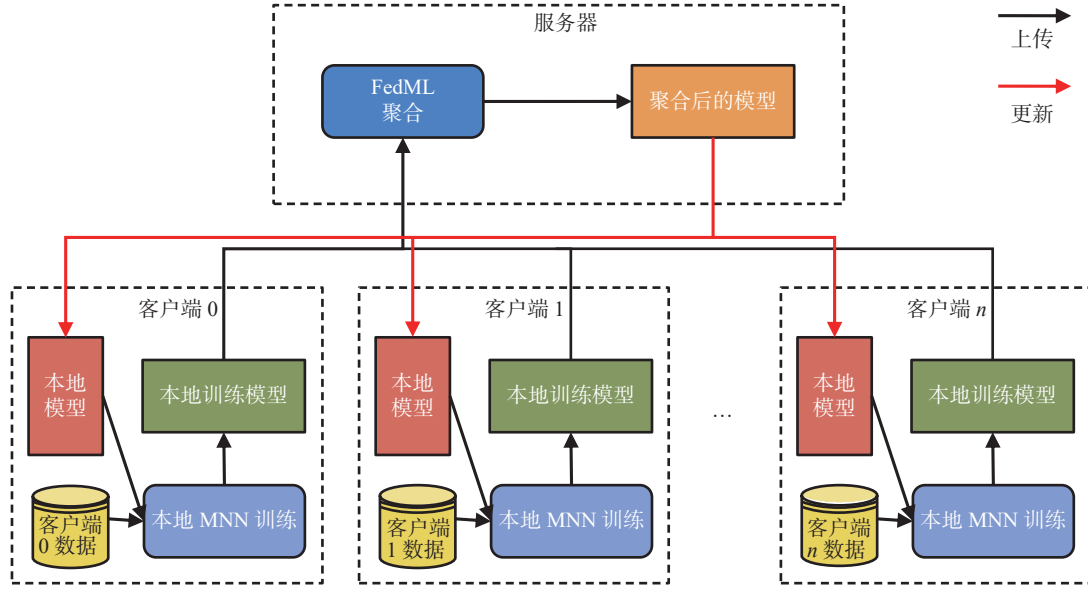 服务器
上传
FedML
聚合
聚合后的模型
更新
客户端 0
客户端 1
客户端 n
本地
模型
本地训练模型
本地
模型
本地训练模型
…
本地
模型
本地训练模型
客户端
0 数据
本地 MNN 训练
客户端
1 数据
本地 MNN 训练
客户端
n 数据
本地 MNN 训练